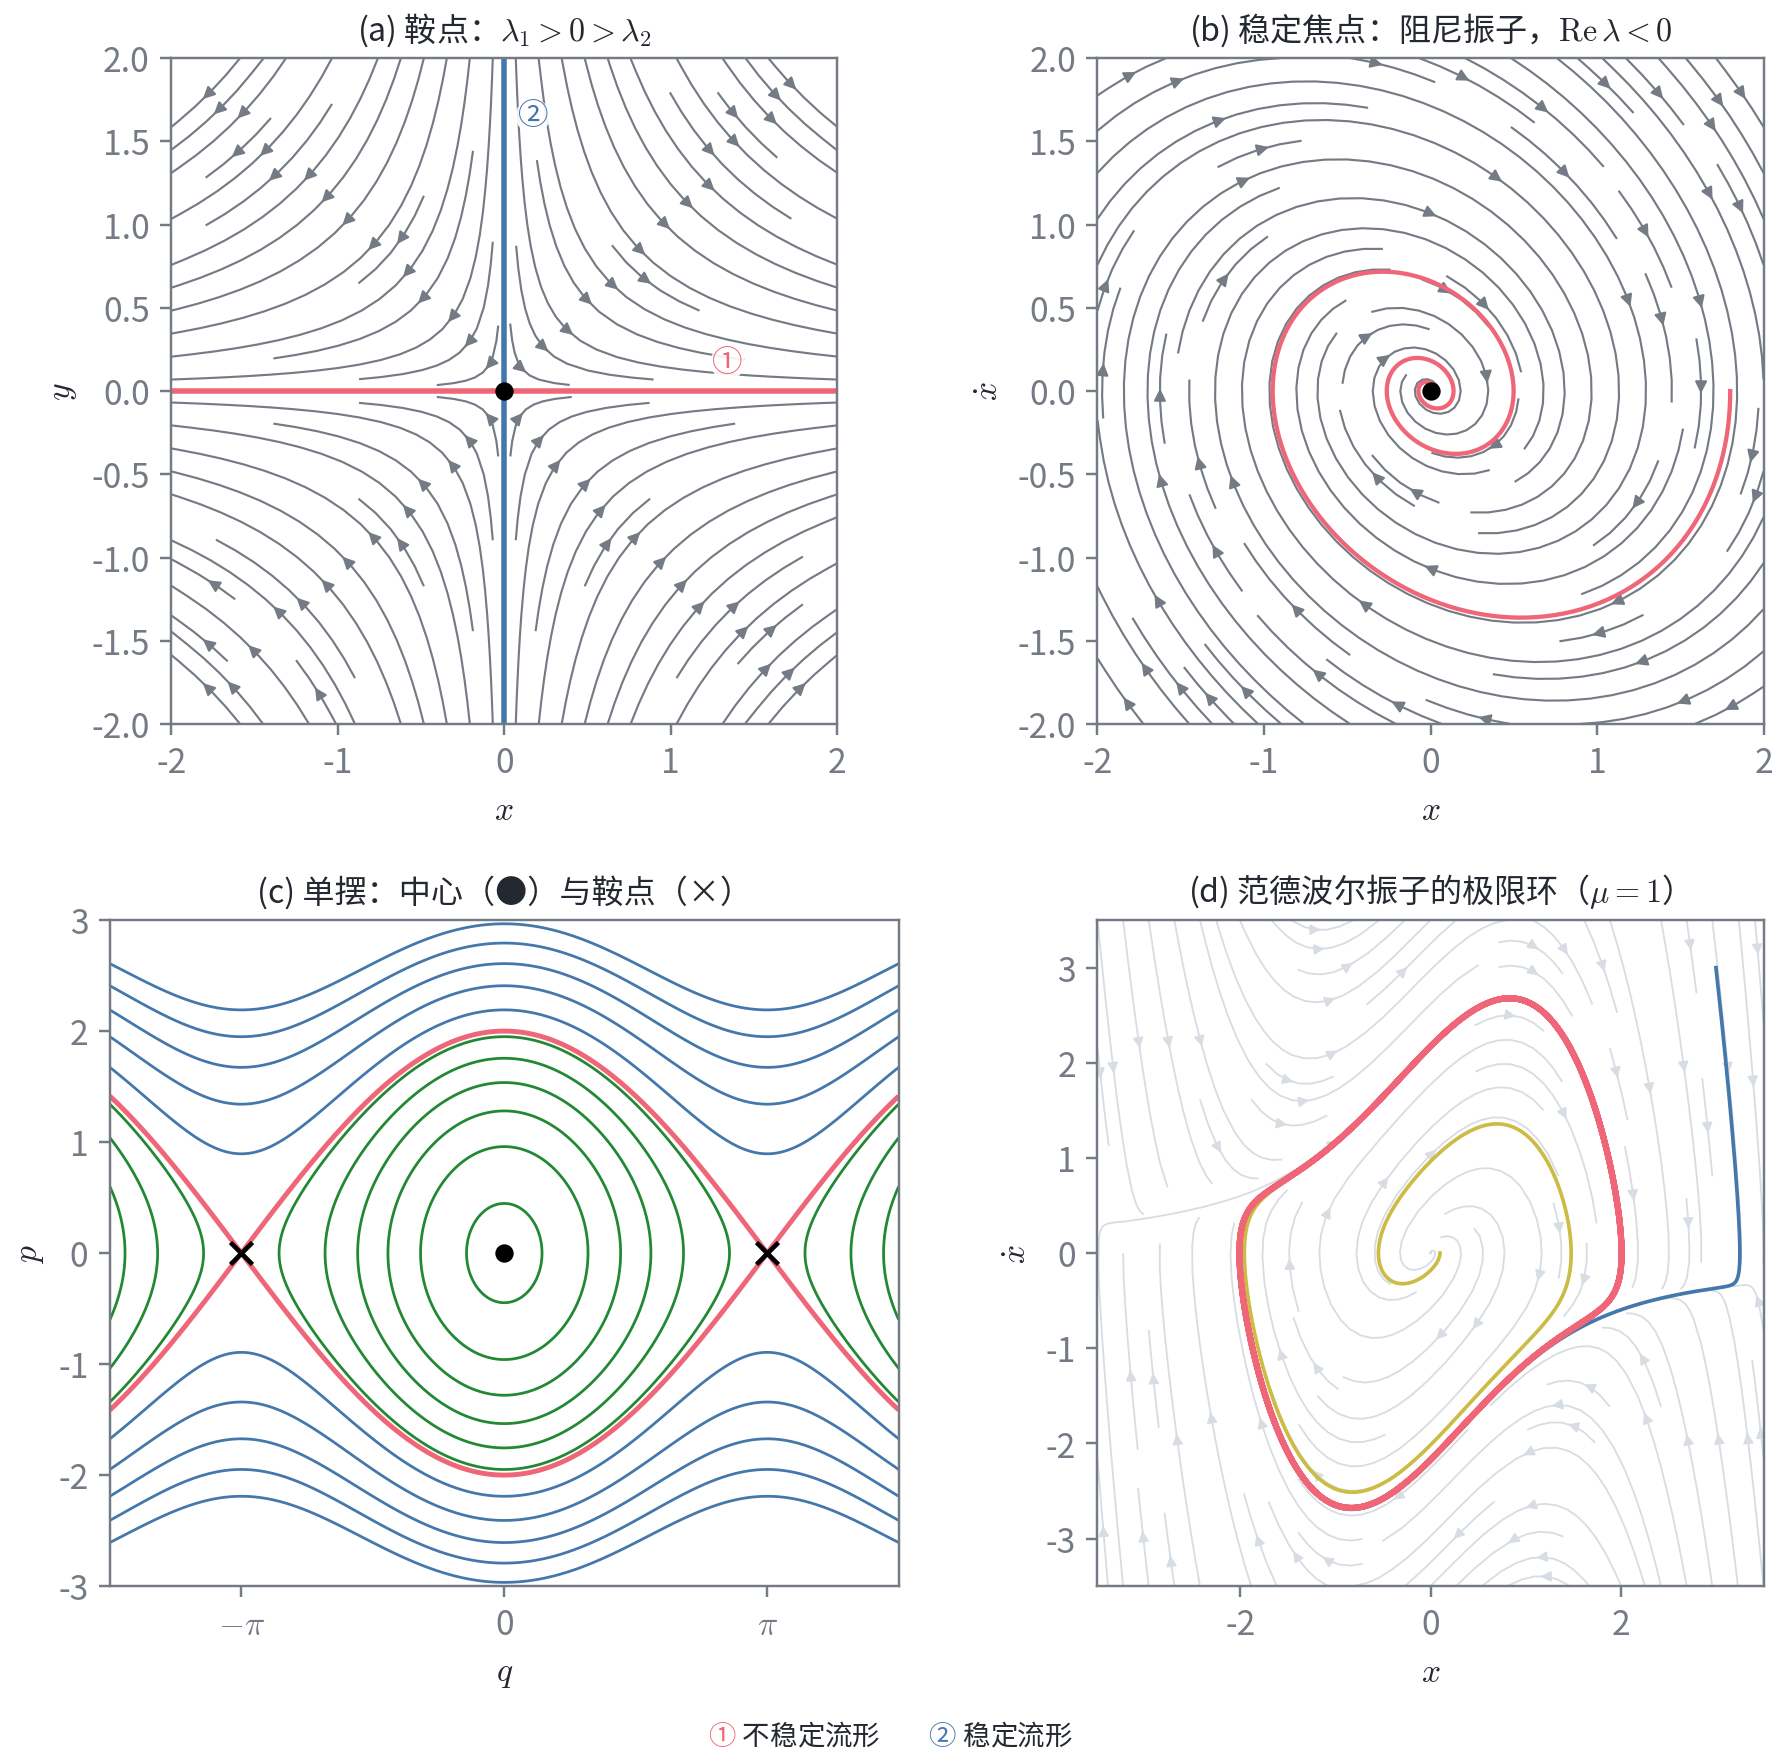 (a) 鞍点：λ₁ > 0 > λ₂
2.0
1.5
1.0
0.5
0.0
-0.5
-1.0
-1.5
-2.0
y
②
①
-2 -1 0 1 2
x
(b) 稳定焦点：阻尼振子，Re λ < 0
2.0
1.5
1.0
0.5
0.0
-0.5
-1.0
-1.5
-2.0
ẋ
-2 -1 0 1 2
x
(c) 单摆：中心（●）与鞍点（×）
3
2
1
0
-1
-2
-3
p
−π 0 π
q
(d) 范德波尔振子的极限环（μ = 1）
3
2
1
0
-1
-2
-3
ẋ
-2 0 2
x
① 不稳定流形 ② 稳定流形